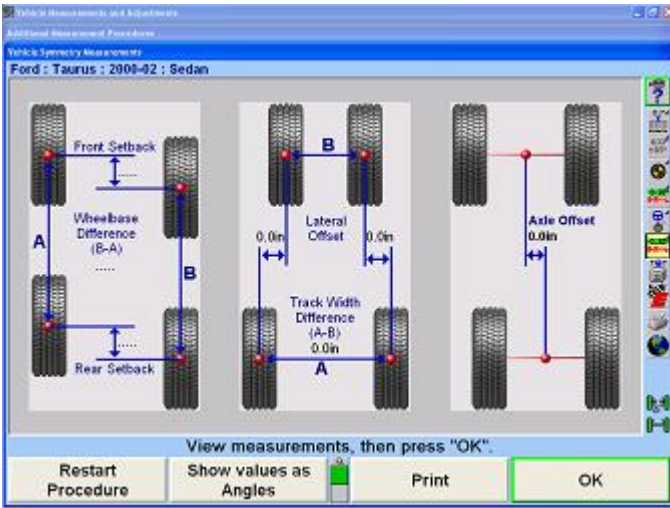 Vehicle Measurements and Adjustments
Additional Measurement Procedures
Vehicle Symmetry Measurements
Ford : Taurus : 2000-02 : Sedan
Front Setback
.....
Wheelbase
Difference
(B-A)
.....
A
B
.....
Rear Setback
B
Lateral
Offset
0.0in
0.0in
Track Width
Difference
(A-B)
0.0in
A
Axle Offset
0.0in
View measurements, then press "OK".
Restart
Procedure
Show values as
Angles
Print
OK